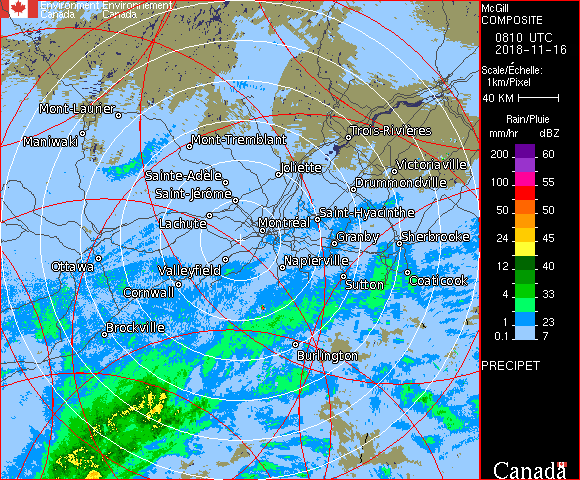 Environment Environnement
Canada Canada
McGill
COMPOSITE
0810 UTC
2018-11-16
Scale/Échelle:
1km/Pixel
40 KM
Rain/Pluie
mm/hr dBZ
200 60
100 55
50 50
24 45
12 40
4 33
1 23
0.1 7
PRECIPET
Canada
Mont-Laurier
Maniwaki
Mont-Tremblant
Trois-Rivières
Joliette
Victoriaville
Sainte-Adèle
Drummondville
Saint-Jérôme
Lachute
Saint-Hyacinthe
Montréal
Granby
Sherbrooke
Ottawa
Valleyfield
Napierville
Cornwall
Sutton
Coaticook
Brockville
Burlington